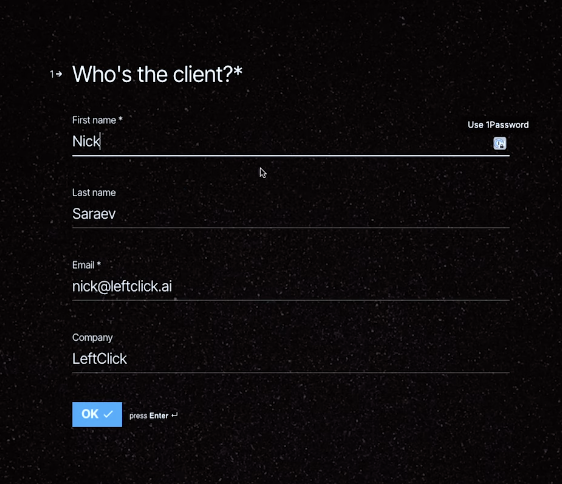 1→ Who's the client?*
First name *
Use 1Password
Nick
Last name
Saraev
Email *
nick@leftclick.ai
Company
LeftClick
OK ✓ press Enter ↵